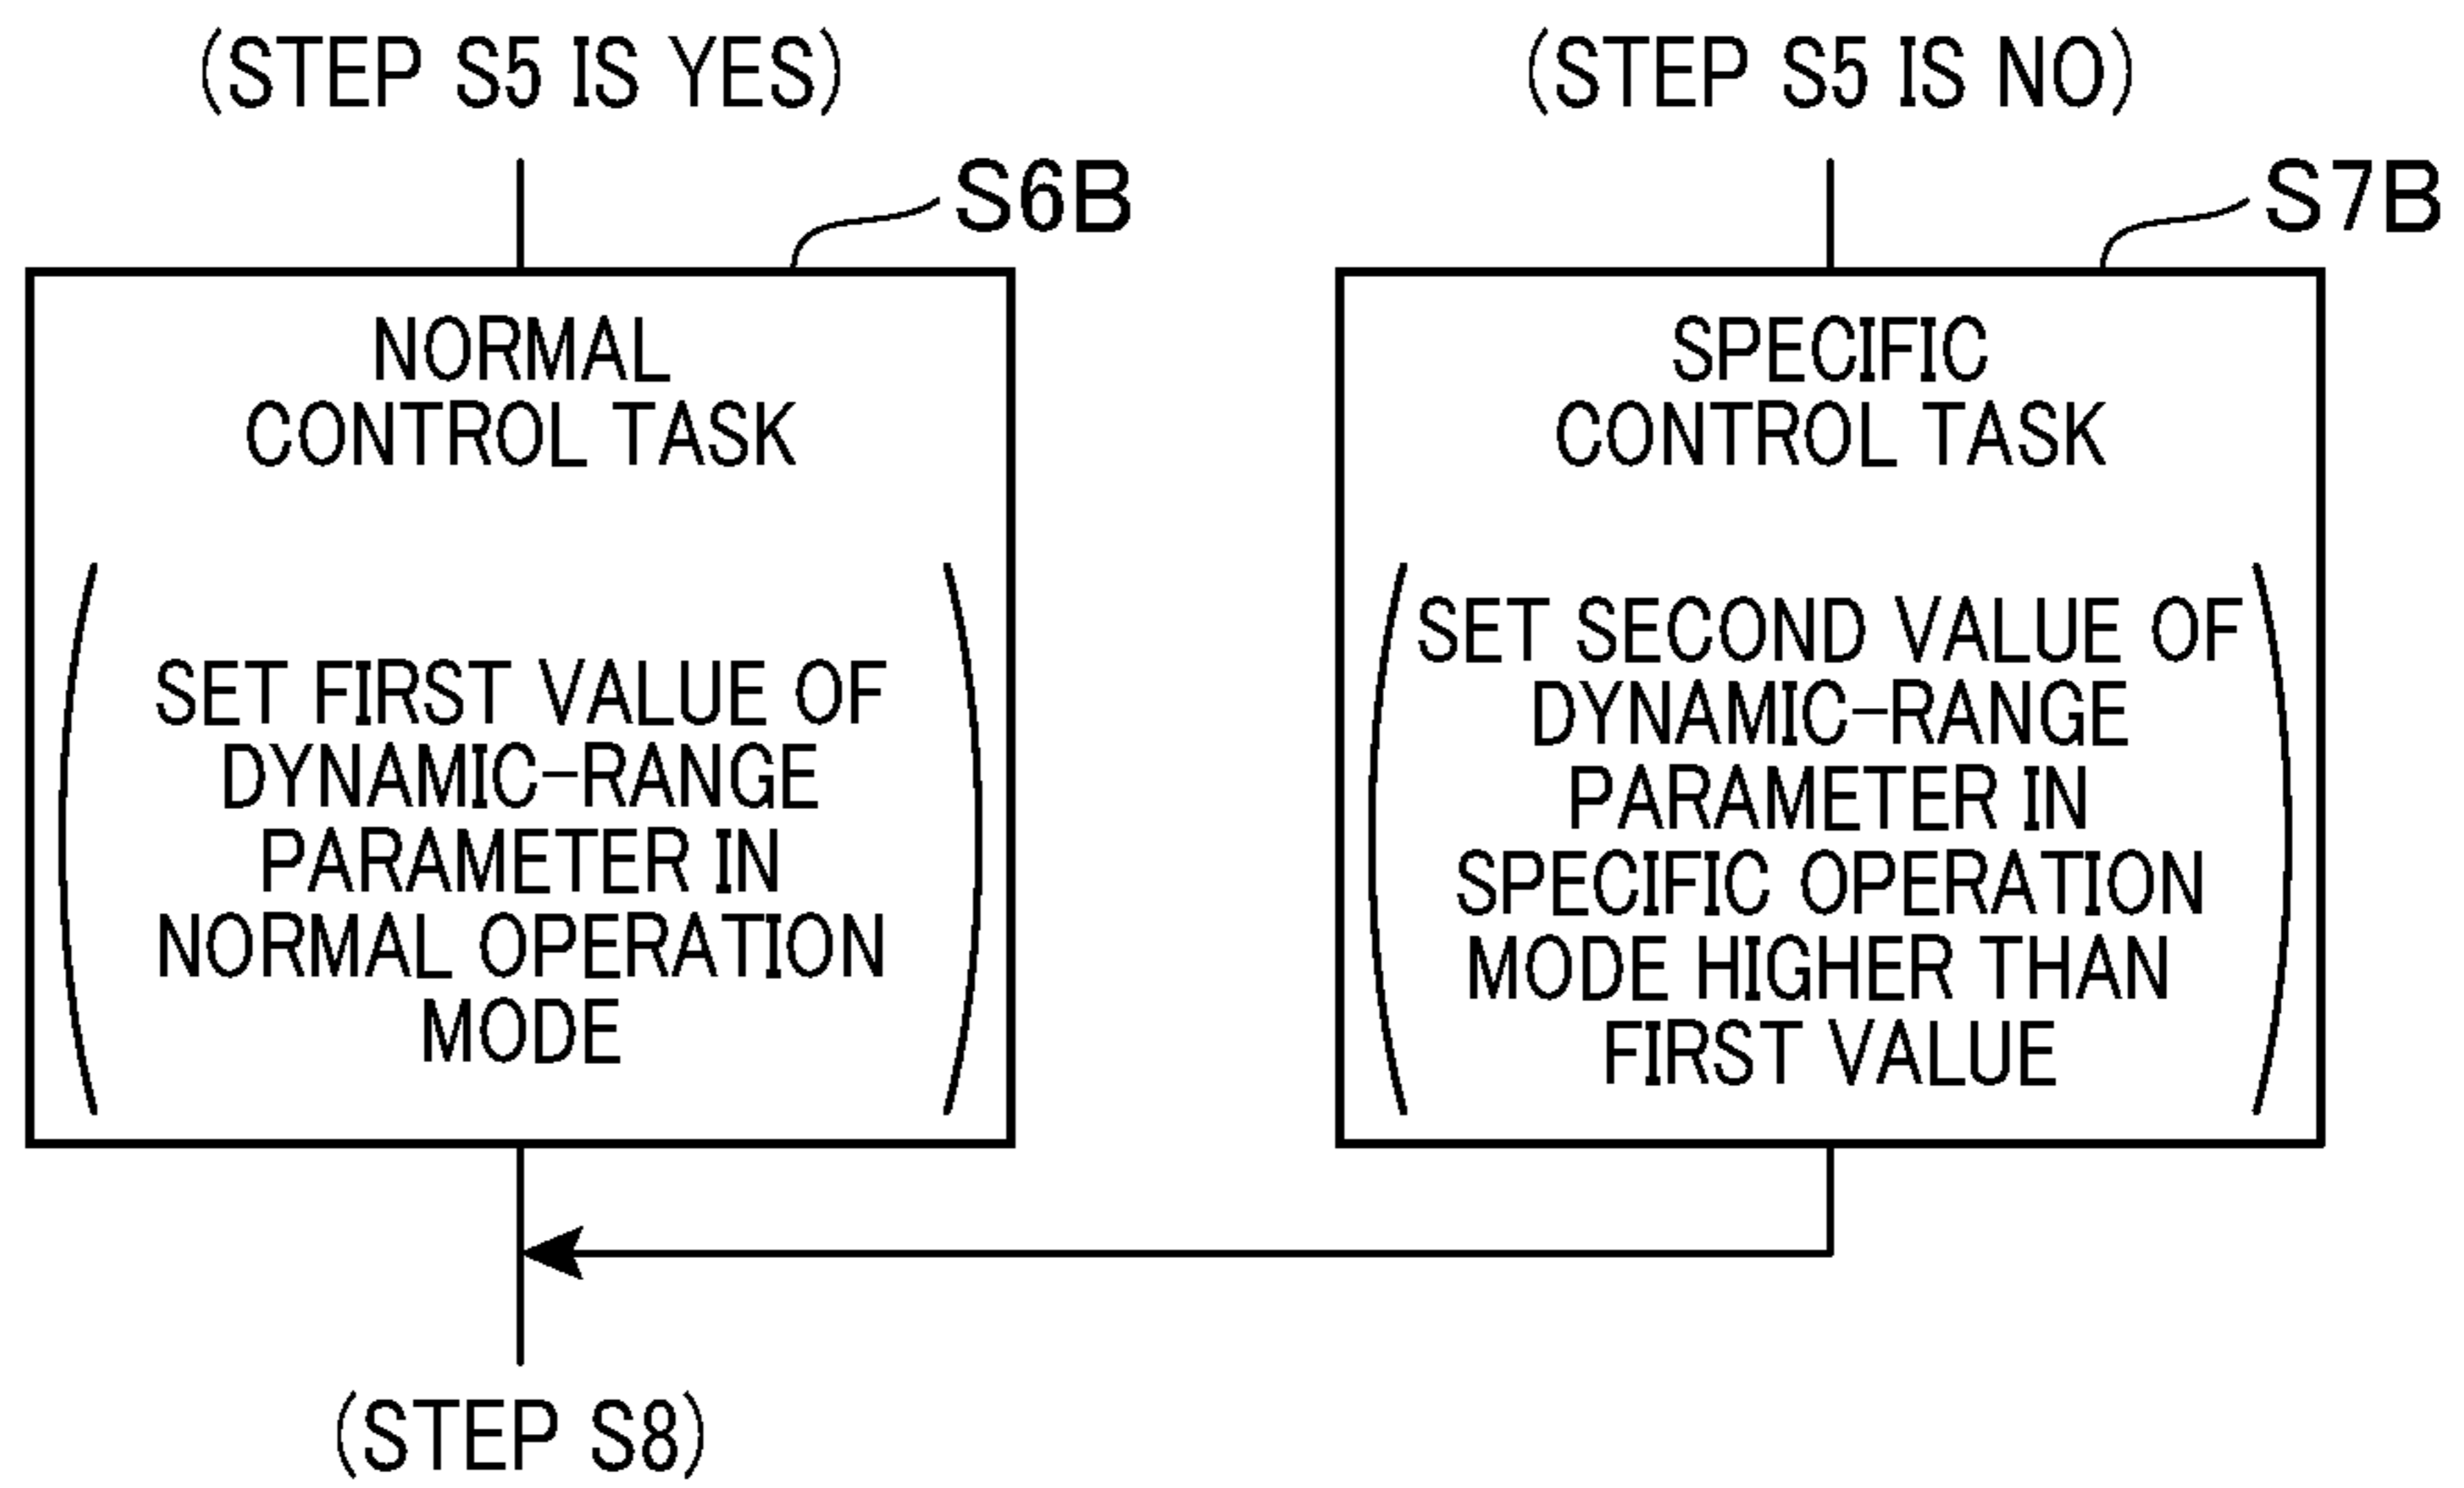 (STEP S5 IS YES)
S6B
NORMAL
CONTROL TASK
SET FIRST VALUE OF
DYNAMIC-RANGE
PARAMETER IN
NORMAL OPERATION
MODE
(STEP S5 IS NO)
S7B
SPECIFIC
CONTROL TASK
SET SECOND VALUE OF
DYNAMIC-RANGE
PARAMETER IN
SPECIFIC OPERATION
MODE HIGHER THAN
FIRST VALUE
(STEP S8)